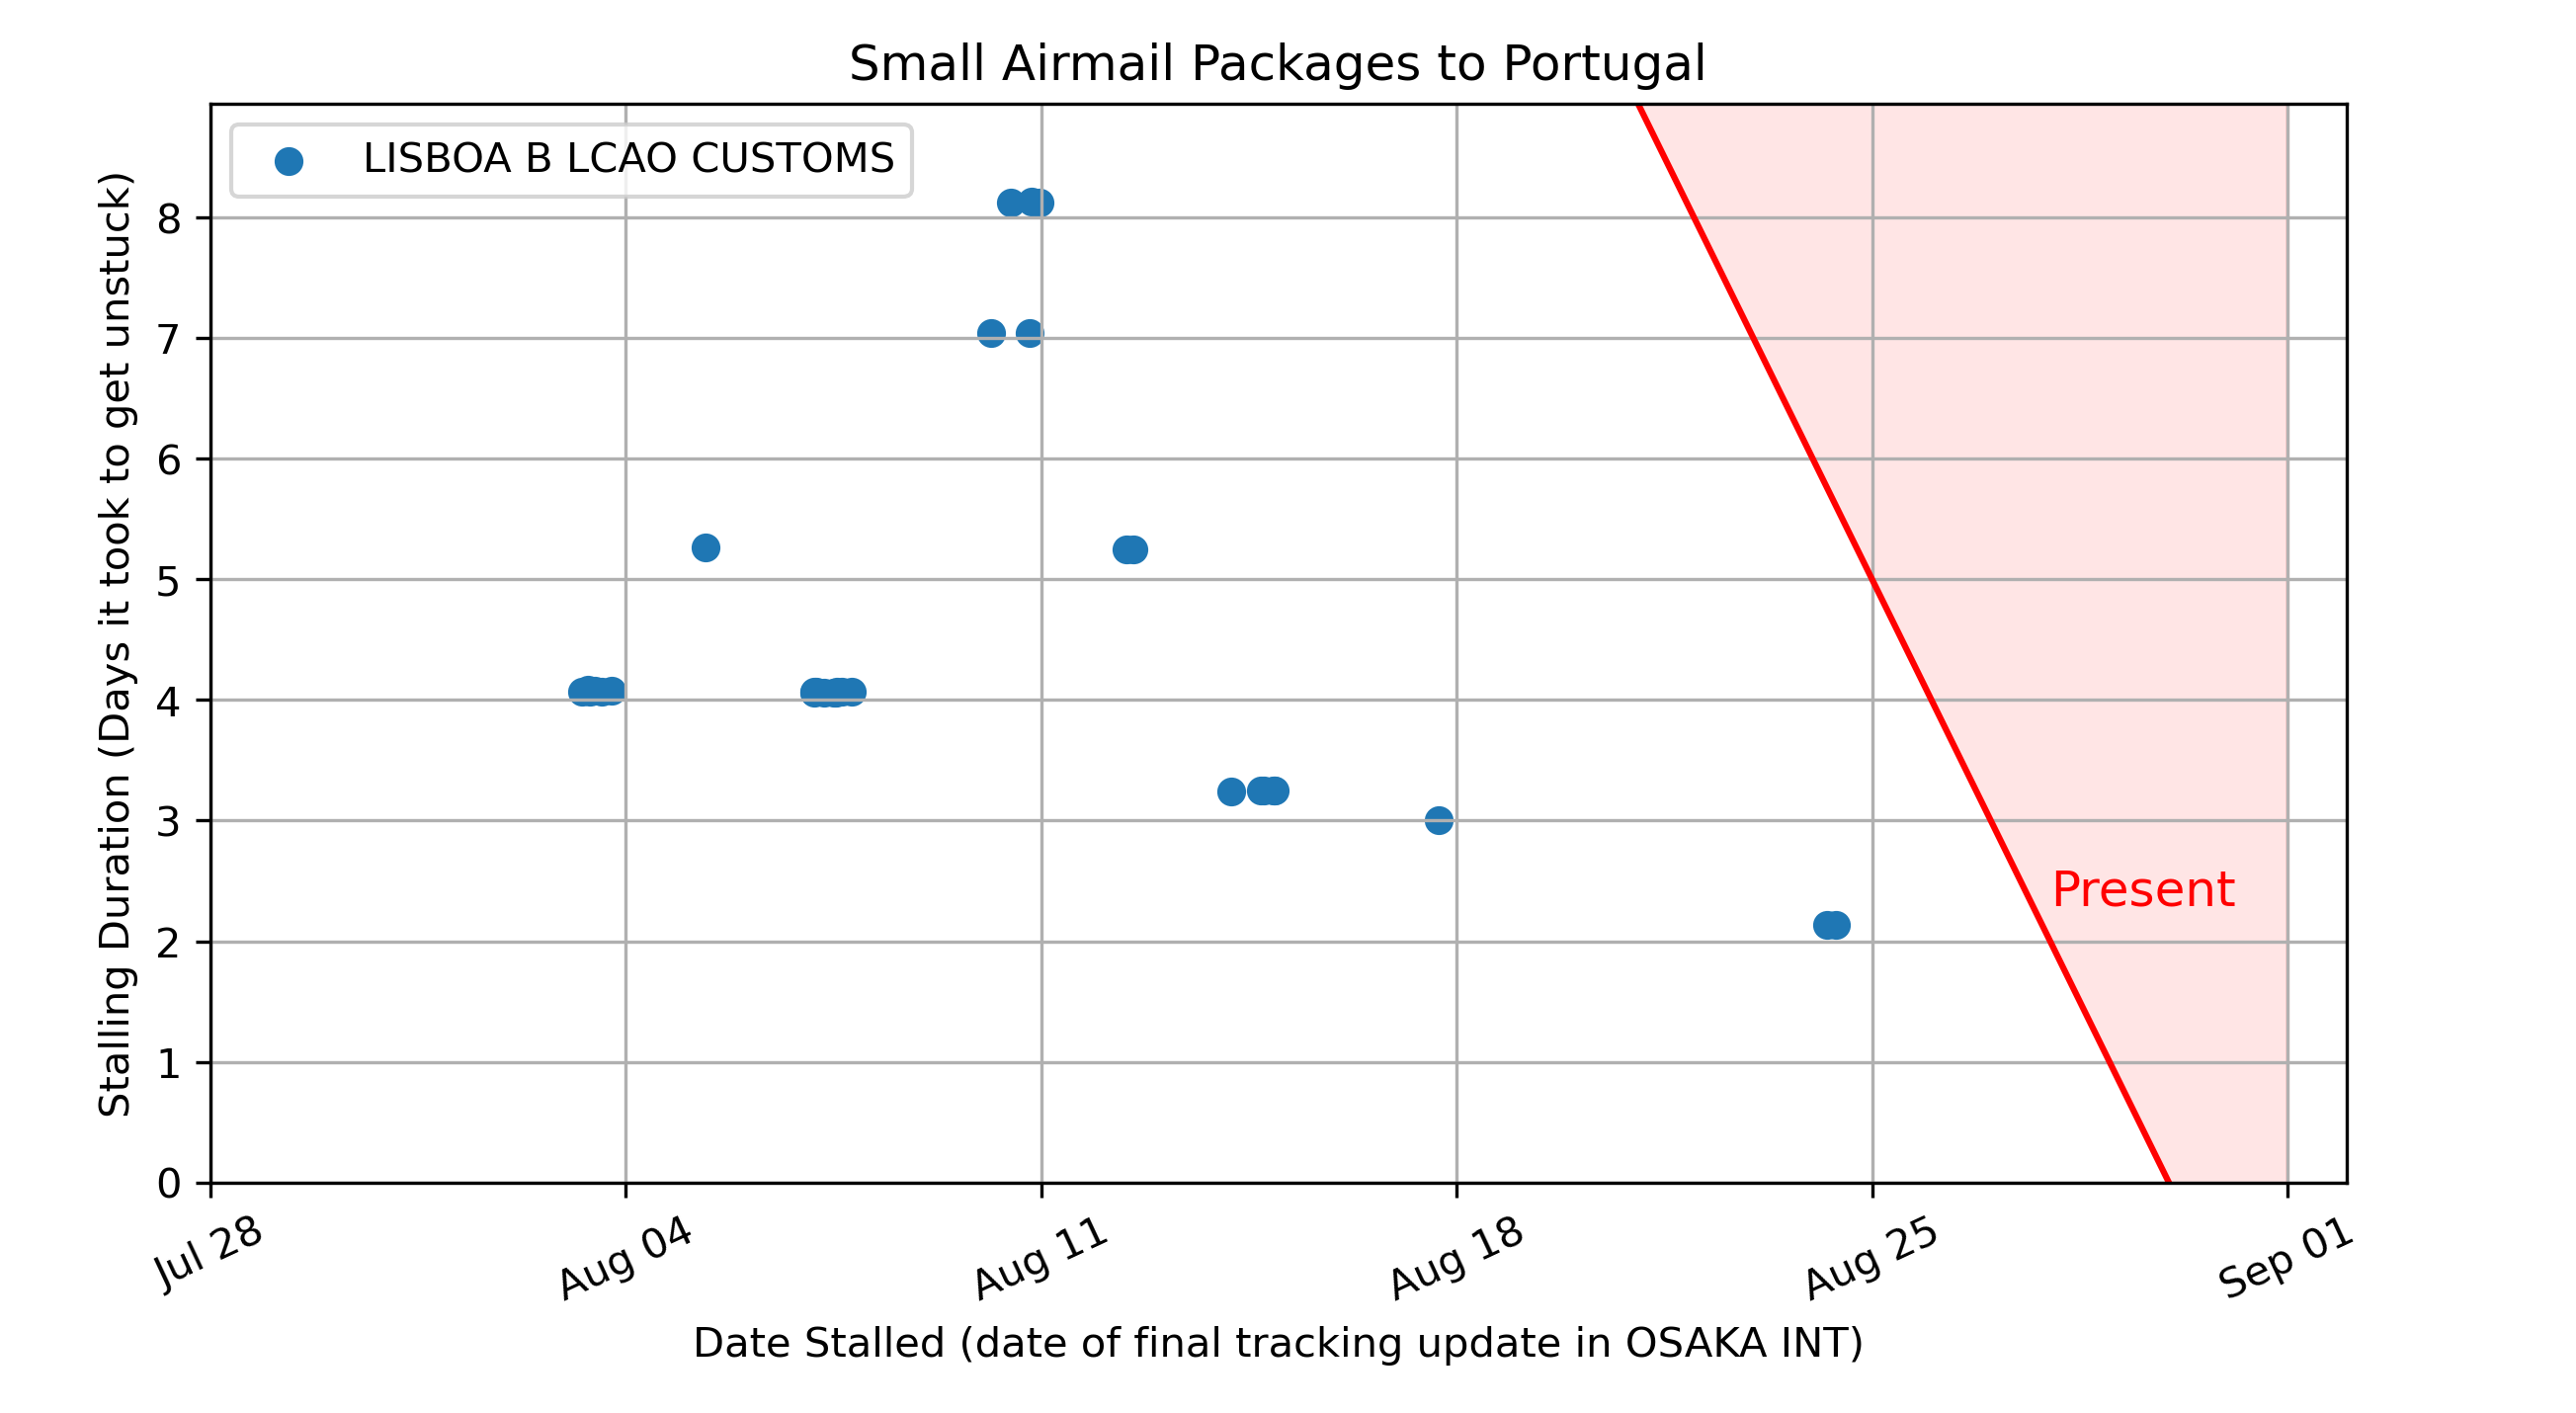 Small Airmail Packages to Portugal
LISBOA B LCAO CUSTOMS
Stalling Duration (Days it took to get unstuck)
8
7
6
5
4
3
2
1
0
Present
Jul 28
Aug 04
Aug 11
Aug 18
Aug 25
Sep 01
Date Stalled (date of final tracking update in OSAKA INT)